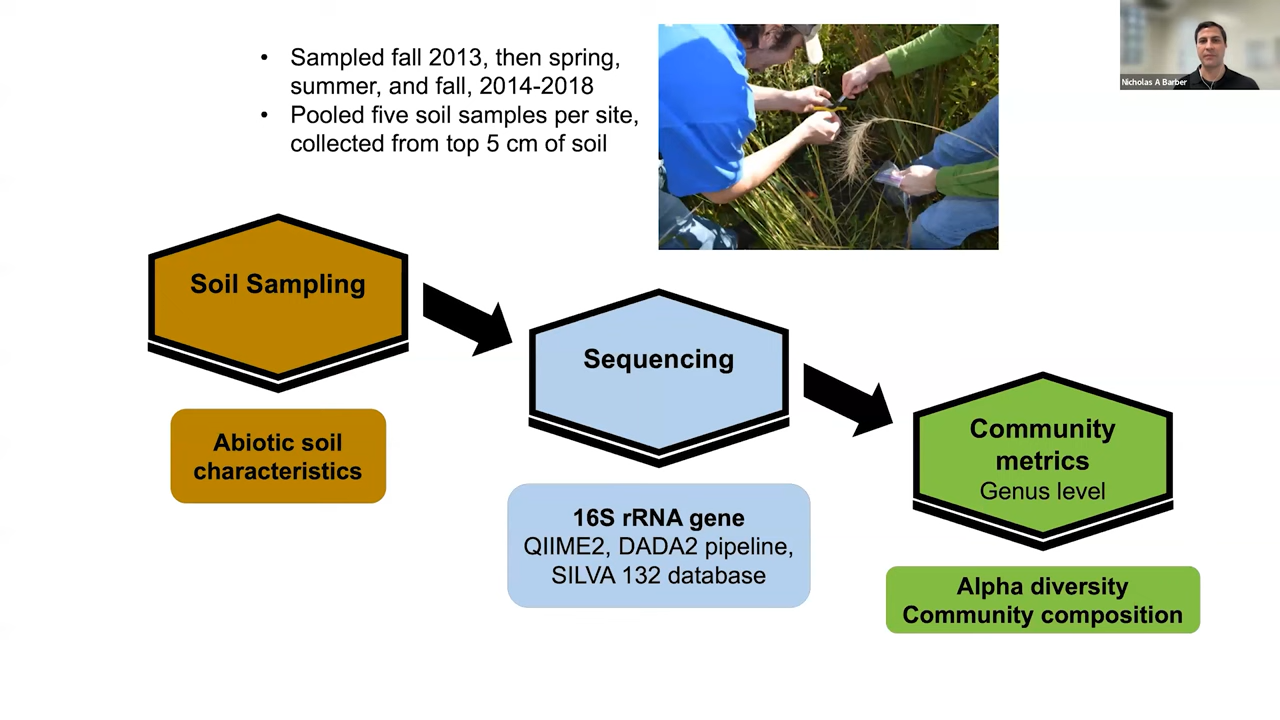 • Sampled fall 2013, then spring,
summer, and fall, 2014-2018
• Pooled five soil samples per site,
collected from top 5 cm of soil
Nicholas A Barber
Soil Sampling
Abiotic soil
characteristics
Sequencing
16S rRNA gene
QIIME2, DADA2 pipeline,
SILVA 132 database
Community
metrics
Genus level
Alpha diversity
Community composition